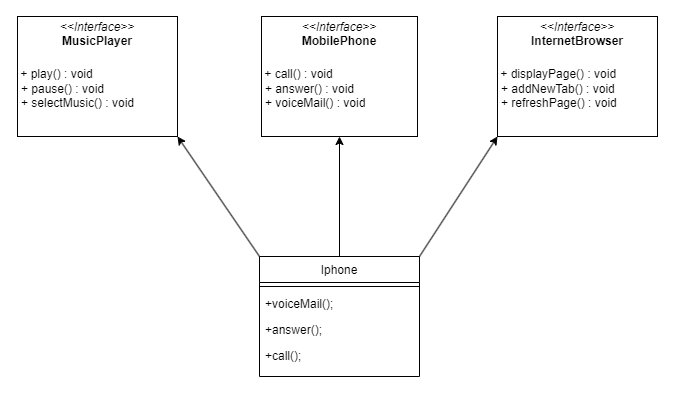 <<Interface>>
MusicPlayer
+ play() : void
+ pause() : void
+ selectMusic() : void
<<Interface>>
MobilePhone
+ call() : void
+ answer() : void
+ voiceMail() : void
<<Interface>>
InternetBrowser
+ displayPage() : void
+ addNewTab() : void
+ refreshPage() : void
Iphone
+voiceMail();
+answer();
+call();